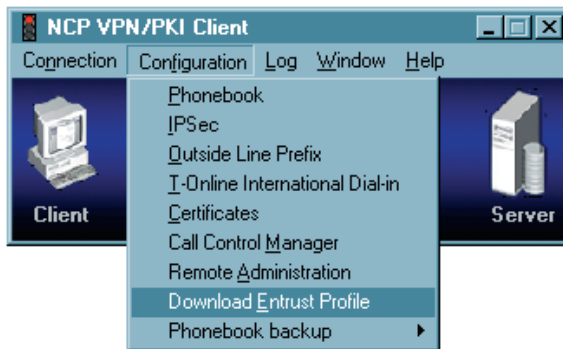 NCP VPN/PKI Client
Connection Configuration Log Window Help
Phonebook
IPSec
Outside Line Prefix
T-Online International Dial-in
Certificates
Call Control Manager
Remote Administration
Download Entrust Profile
Phonebook backup
Client
Server